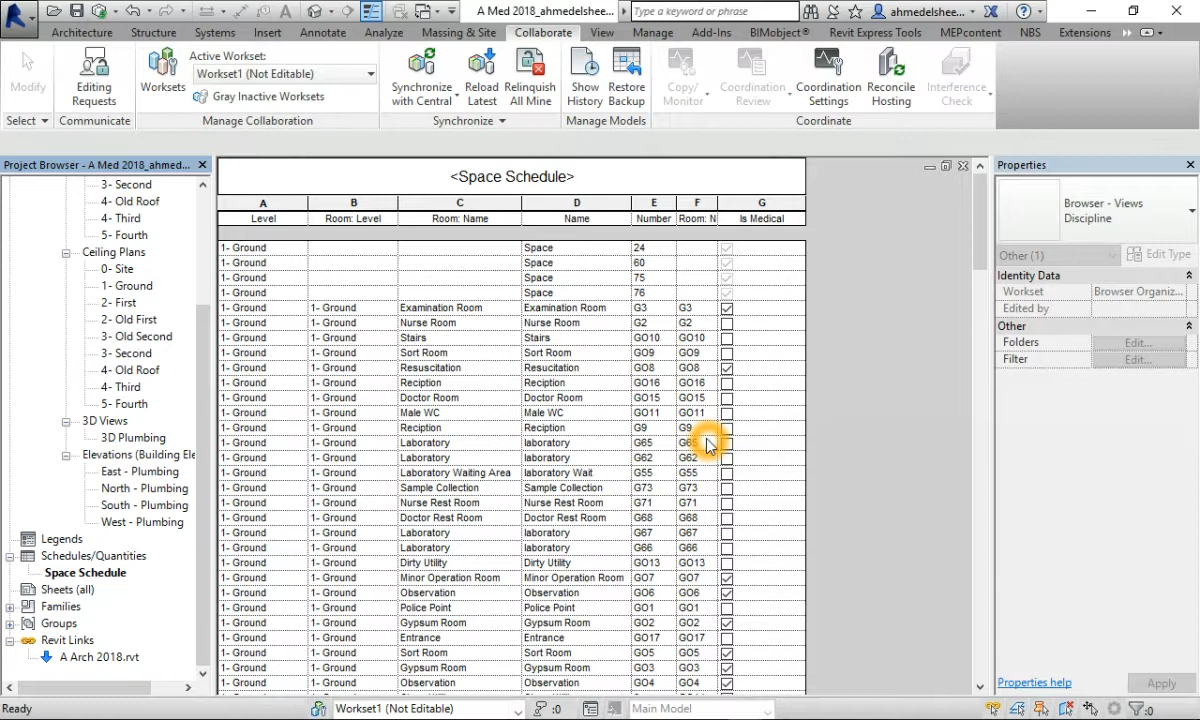 A Med 2018_ahmedelshee...
Type a keyword or phrase
ahmedelshee...
Architecture Structure Systems Insert Annotate Analyze Massing & Site Collaborate View Manage Add-Ins BIMobject® Revit Express Tools MEPcontent NBS Extensions
Modify
Editing Requests
Worksets
Active Workset:
Workset1 (Not Editable)
Gray Inactive Worksets
Synchronize with Central
Reload Latest
Relinquish All Mine
Show History
Restore Backup
Copy/ Monitor
Coordination Review
Coordination Settings
Reconcile Hosting
Interference Check
Select Communicate Manage Collaboration Synchronize Manage Models Coordinate
Project Browser - A Med 2018_ahmed...
3- Second
4- Old Roof
4- Third
5- Fourth
Ceiling Plans
0- Site
1- Ground
2- First
2- Old First
3- Old Second
3- Second
4- Old Roof
4- Third
5- Fourth
3D Views
3D Plumbing
Elevations (Building Ele
East - Plumbing
North - Plumbing
South - Plumbing
West - Plumbing
Legends
Schedules/Quantities
Space Schedule
Sheets (all)
Families
Groups
Revit Links
A Arch 2018.rvt
<Space Schedule>
A B C D E F G
Level Room: Level Room: Name Name Number Room: N Is Medical
1- Ground Space 24
1- Ground Space 60
1- Ground Space 75
1- Ground Space 76
1- Ground 1- Ground Examination Room Examination Room G3 G3
1- Ground 1- Ground Nurse Room Nurse Room G2 G2
1- Ground 1- Ground Stairs Stairs GO10 GO10
1- Ground 1- Ground Sort Room Sort Room GO9 GO9
1- Ground 1- Ground Resuscitation Resucitation GO8 GO8
1- Ground 1- Ground Reciption Reciption GO16 GO16
1- Ground 1- Ground Doctor Room Doctor Room GO15 GO15
1- Ground 1- Ground Male WC Male WC GO11 GO11
1- Ground 1- Ground Reciption Reciption G9 G9
1- Ground 1- Ground Laboratory laboratory G65 G65
1- Ground 1- Ground Laboratory laboratory G62 G62
1- Ground 1- Ground Laboratory Waiting Area laboratory Wait G55 G55
1- Ground 1- Ground Sample Collection Sample Collection G73 G73
1- Ground 1- Ground Nurse Rest Room Nurse Rest Room G71 G71
1- Ground 1- Ground Doctor Rest Room Doctor Rest Room G68 G68
1- Ground 1- Ground Laboratory laboratory G67 G67
1- Ground 1- Ground Laboratory laboratory G66 G66
1- Ground 1- Ground Dirty Utility Dirty Utility GO13 GO13
1- Ground 1- Ground Minor Operation Room Minor Operation Room GO7 GO7
1- Ground 1- Ground Observation Observation GO6 GO6
1- Ground 1- Ground Police Point Police Point GO1 GO1
1- Ground 1- Ground Gypsum Room Gypsum Room GO2 GO2
1- Ground 1- Ground Entrance Entrance GO17 GO17
1- Ground 1- Ground Sort Room Sort Room GO5 GO5
1- Ground 1- Ground Gypsum Room Gypsum Room GO3 GO3
1- Ground 1- Ground Observation Observation GO4 GO4
Properties
Browser - Views
Discipline
Other (1) Edit Type
Identity Data
Workset Browser Organiz...
Edited by
Other
Folders Edit...
Filter Edit...
Properties help Apply
Ready
Workset1 (Not Editable)
:0
Main Model
:0